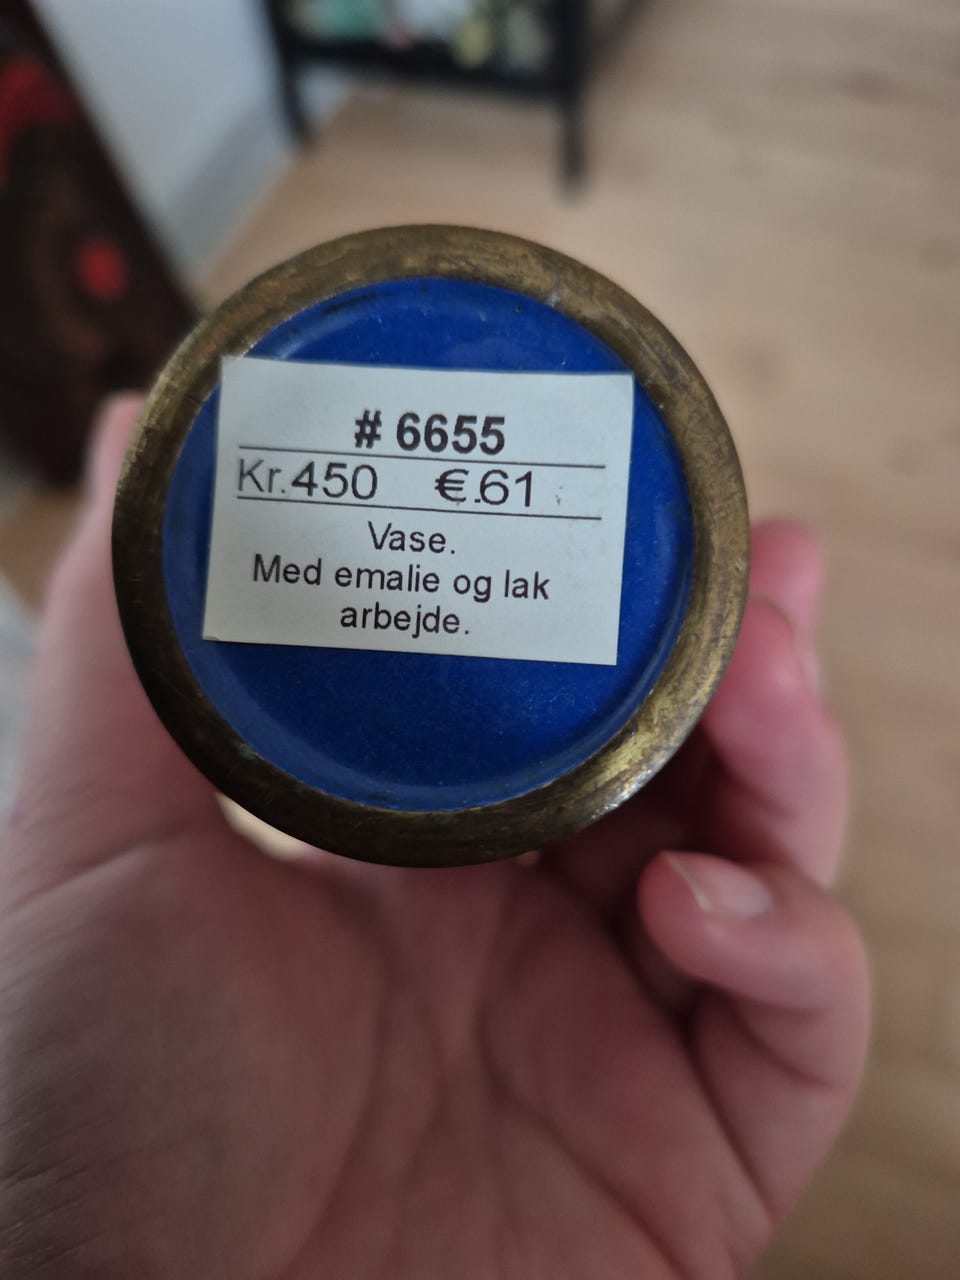 # 6655
Kr.450 €.61
Vase.
Med emalie og lak
arbejde.